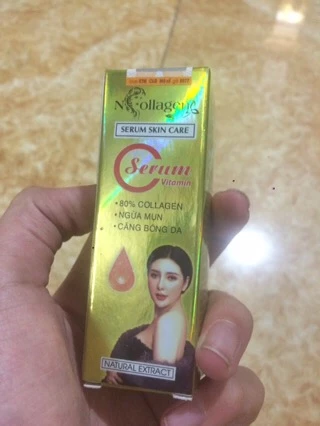 N Collagen
SERUM SKIN CARE
Serum
Vitamin
• 80% COLLAGEN
• NGỪA MỤN
• CĂNG BÓNG DA
NATURAL EXTRACT